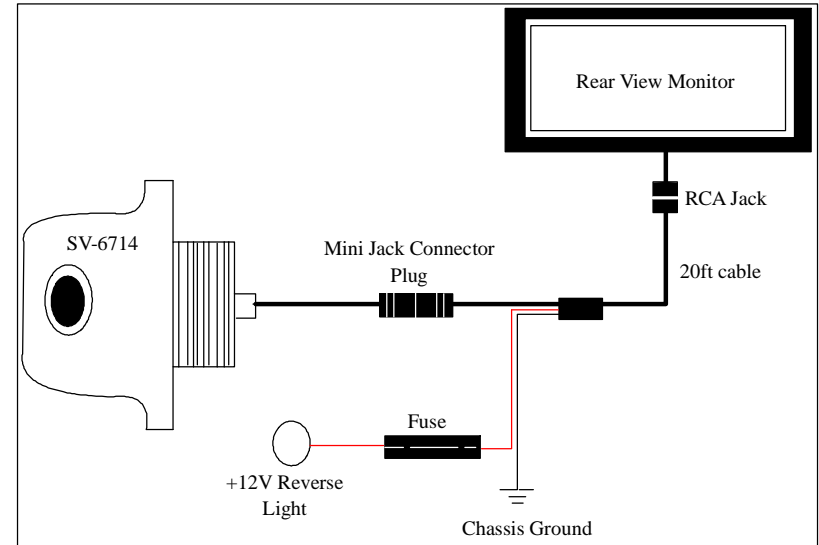 Rear View Monitor
RCA Jack
SV-6714
Mini Jack Connector
Plug
20ft cable
Fuse
+12V Reverse
Light
Chassis Ground